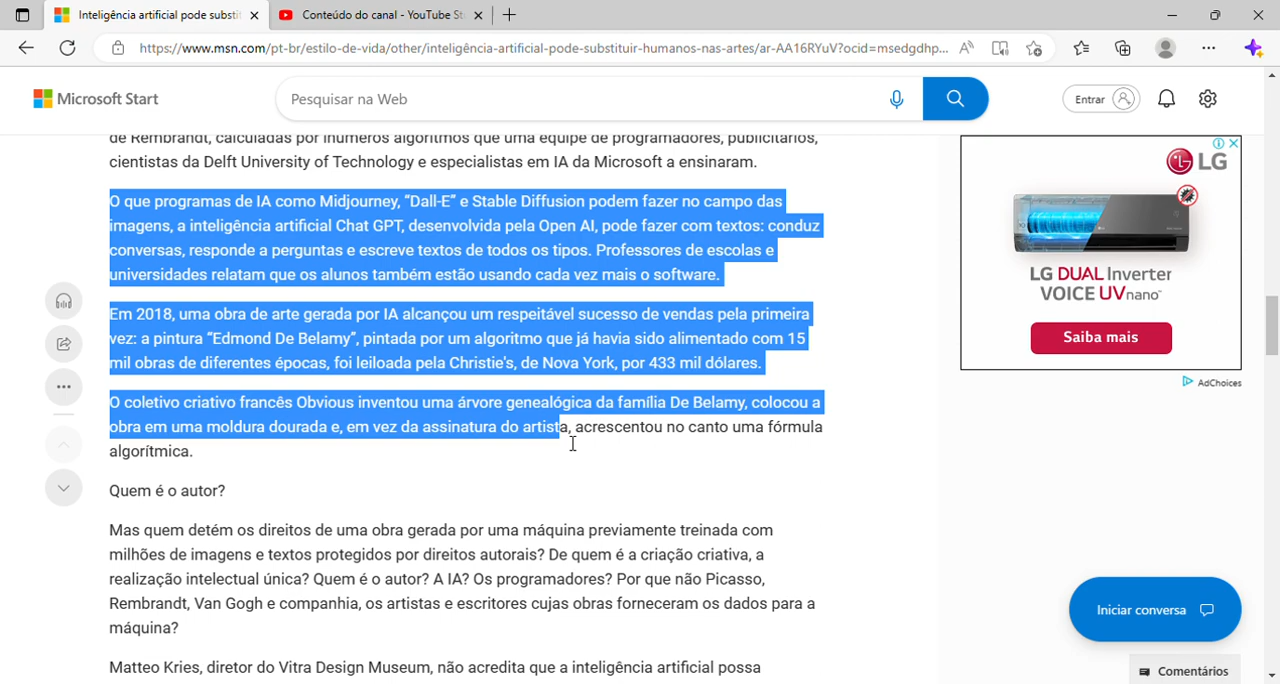 Inteligência artificial pode substi
Conteúdo do canal - YouTube St
https://www.msn.com/pt-br/estilo-de-vida/other/inteligência-artificial-pode-substituir-humanos-nas-artes/ar-AA16RYuV?ocid=msedgdhp...
Microsoft Start
Pesquisar na Web
Entrar
de Rembrandt, calculadas por inúmeros algoritmos que uma equipe de programadores, publicitários,
cientistas da Delft University of Technology e especialistas em IA da Microsoft a ensinaram.
O que programas de IA como Midjourney, “Dall-E” e Stable Diffusion podem fazer no campo das
imagens, a inteligência artificial Chat GPT, desenvolvida pela Open AI, pode fazer com textos: conduz
conversas, responde a perguntas e escreve textos de todos os tipos. Professores de escolas e
universidades relatam que os alunos também estão usando cada vez mais o software.
Em 2018, uma obra de arte gerada por IA alcançou um respeitável sucesso de vendas pela primeira
vez: a pintura “Edmond De Belamy”, pintada por um algoritmo que já havia sido alimentado com 15
mil obras de diferentes épocas, foi leiloada pela Christie's, de Nova York, por 433 mil dólares.
O coletivo criativo francês Obvious inventou uma árvore genealógica da família De Belamy, colocou a
obra em uma moldura dourada e, em vez da assinatura do artista, acrescentou no canto uma fórmula
algorítmica.
Quem é o autor?
Mas quem detém os direitos de uma obra gerada por uma máquina previamente treinada com
milhões de imagens e textos protegidos por direitos autorais? De quem é a criação criativa, a
realização intelectual única? Quem é o autor? A IA? Os programadores? Por que não Picasso,
Rembrandt, Van Gogh e companhia, os artistas e escritores cujas obras forneceram os dados para a
máquina?
Matteo Kries, diretor do Vitra Design Museum, não acredita que a inteligência artificial possa
LG
LG DUAL Inverter
VOICE UVnano™
Saiba mais
AdChoices
Iniciar conversa
Comentários